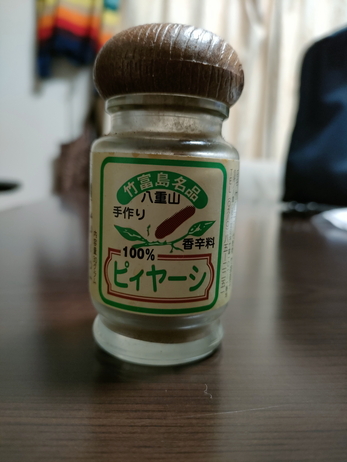 竹富島名品
八重山
手作り
香辛料
100%
ピィヤーシ